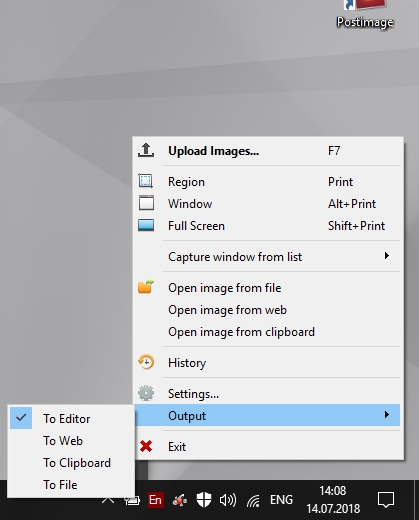 Postimage
Upload Images... F7
Region Print
Window Alt+Print
Full Screen Shift+Print
Capture window from list
Open image from file
Open image from web
Open image from clipboard
History
Settings...
Output
Exit
To Editor
To Web
To Clipboard
To File
En ENG 14:08
14.07.2018